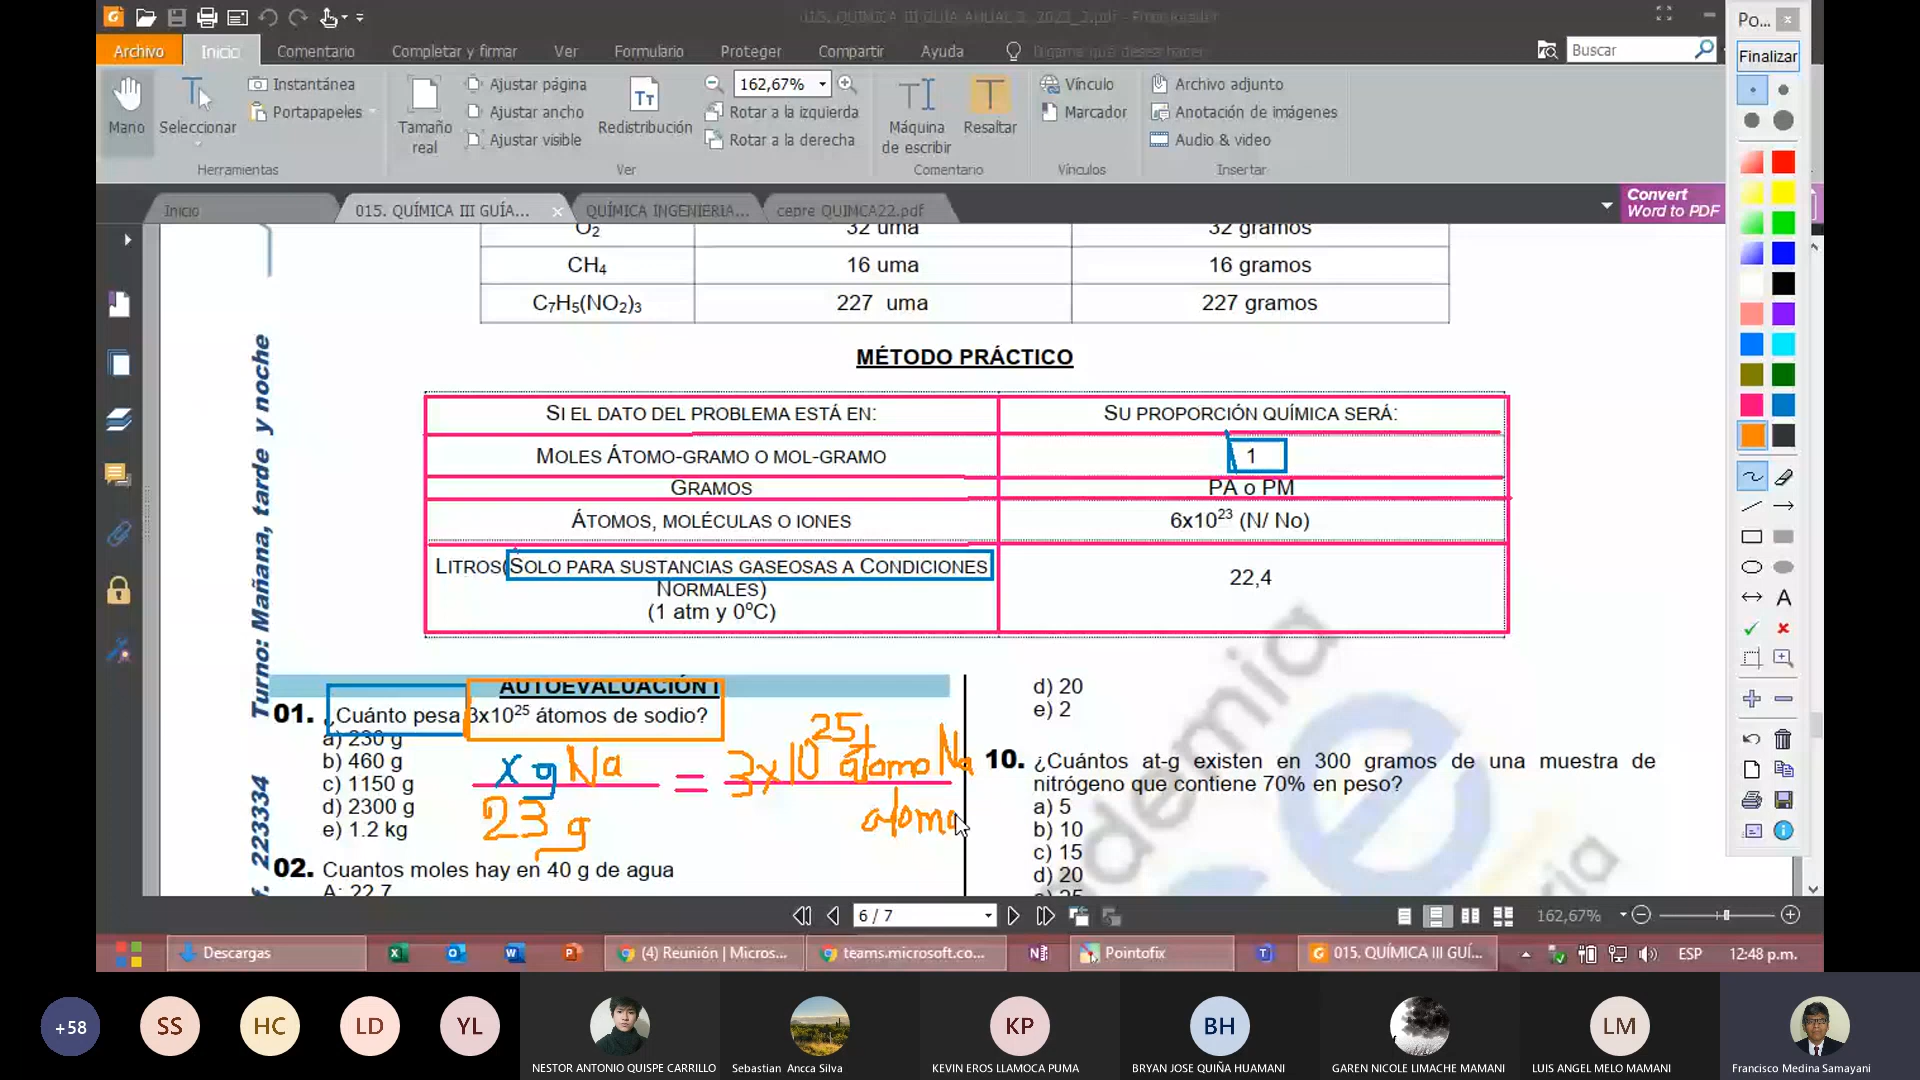 015. QUÍMICA III GUÍA ANUAL 2_2023_2.pdf
Archivo Inicio Comentario Completar y firmar Ver Formulario Proteger Compartir Ayuda Buscar
Mano Seleccionar Instantánea Portapapeles
Herramientas
Tamaño real Ajustar página Ajustar ancho Ajustar visible Redistribución 162,67% Rotar a la izquierda Rotar a la derecha
Ver
Máquina de escribir Resaltar
Comentario
Vínculo Marcador
Vínculos
Archivo adjunto Anotación de imágenes Audio & video
Insertar
Po...
Finalizar
Inicio 015. QUÍMICA III GUÍA... QUÍMICA INGENIERIA... cepre QUIMCA22.pdf
Convert
Word to PDF
O2 32 uma 32 gramos
CH4 16 uma 16 gramos
C7H5(NO2)3 227 uma 227 gramos
MÉTODO PRÁCTICO
SI EL DATO DEL PROBLEMA ESTÁ EN: SU PROPORCIÓN QUÍMICA SERÁ:
MOLES ÁTOMO-GRAMO O MOL-GRAMO 1
GRAMOS PA o PM
ÁTOMOS, MOLÉCULAS O IONES 6x10²³ (N/ No)
LITROS(SOLO PARA SUSTANCIAS GASEOSAS A CONDICIONES
NORMALES)
(1 atm y 0ºC)
22,4
Turno: Mañana, tarde y noche
f. 223334
AUTOEVALUACIÓN I
01. ¿Cuánto pesa 3x10²⁵ átomos de sodio?
a) 230 g
b) 460 g
c) 1150 g
d) 2300 g
e) 1.2 kg
x g Na = 3x10²⁵ átomo Na
23 g átomo
02. Cuantos moles hay en 40 g de agua
A: 22.7
d) 20
e) 2
10. ¿Cuántos at-g existen en 300 gramos de una muestra de
nitrógeno que contiene 70% en peso?
a) 5
b) 10
c) 15
d) 20
6 / 7 162,67%
Descargas (4) Reunión | Micros... teams.microsoft.co... Pointofix 015. QUÍMICA III GUÍ... ESP 12:48 p.m.
+58 SS HC LD YL KP BH LM
NESTOR ANTONIO QUISPE CARRILLO Sebastian Ancca Silva KEVIN EROS LLAMOCA PUMA BRYAN JOSE QUIÑA HUAMANI GAREN NICOLE LIMACHE MAMANI LUIS ANGEL MELO MAMANI Francisco Medina Samayani